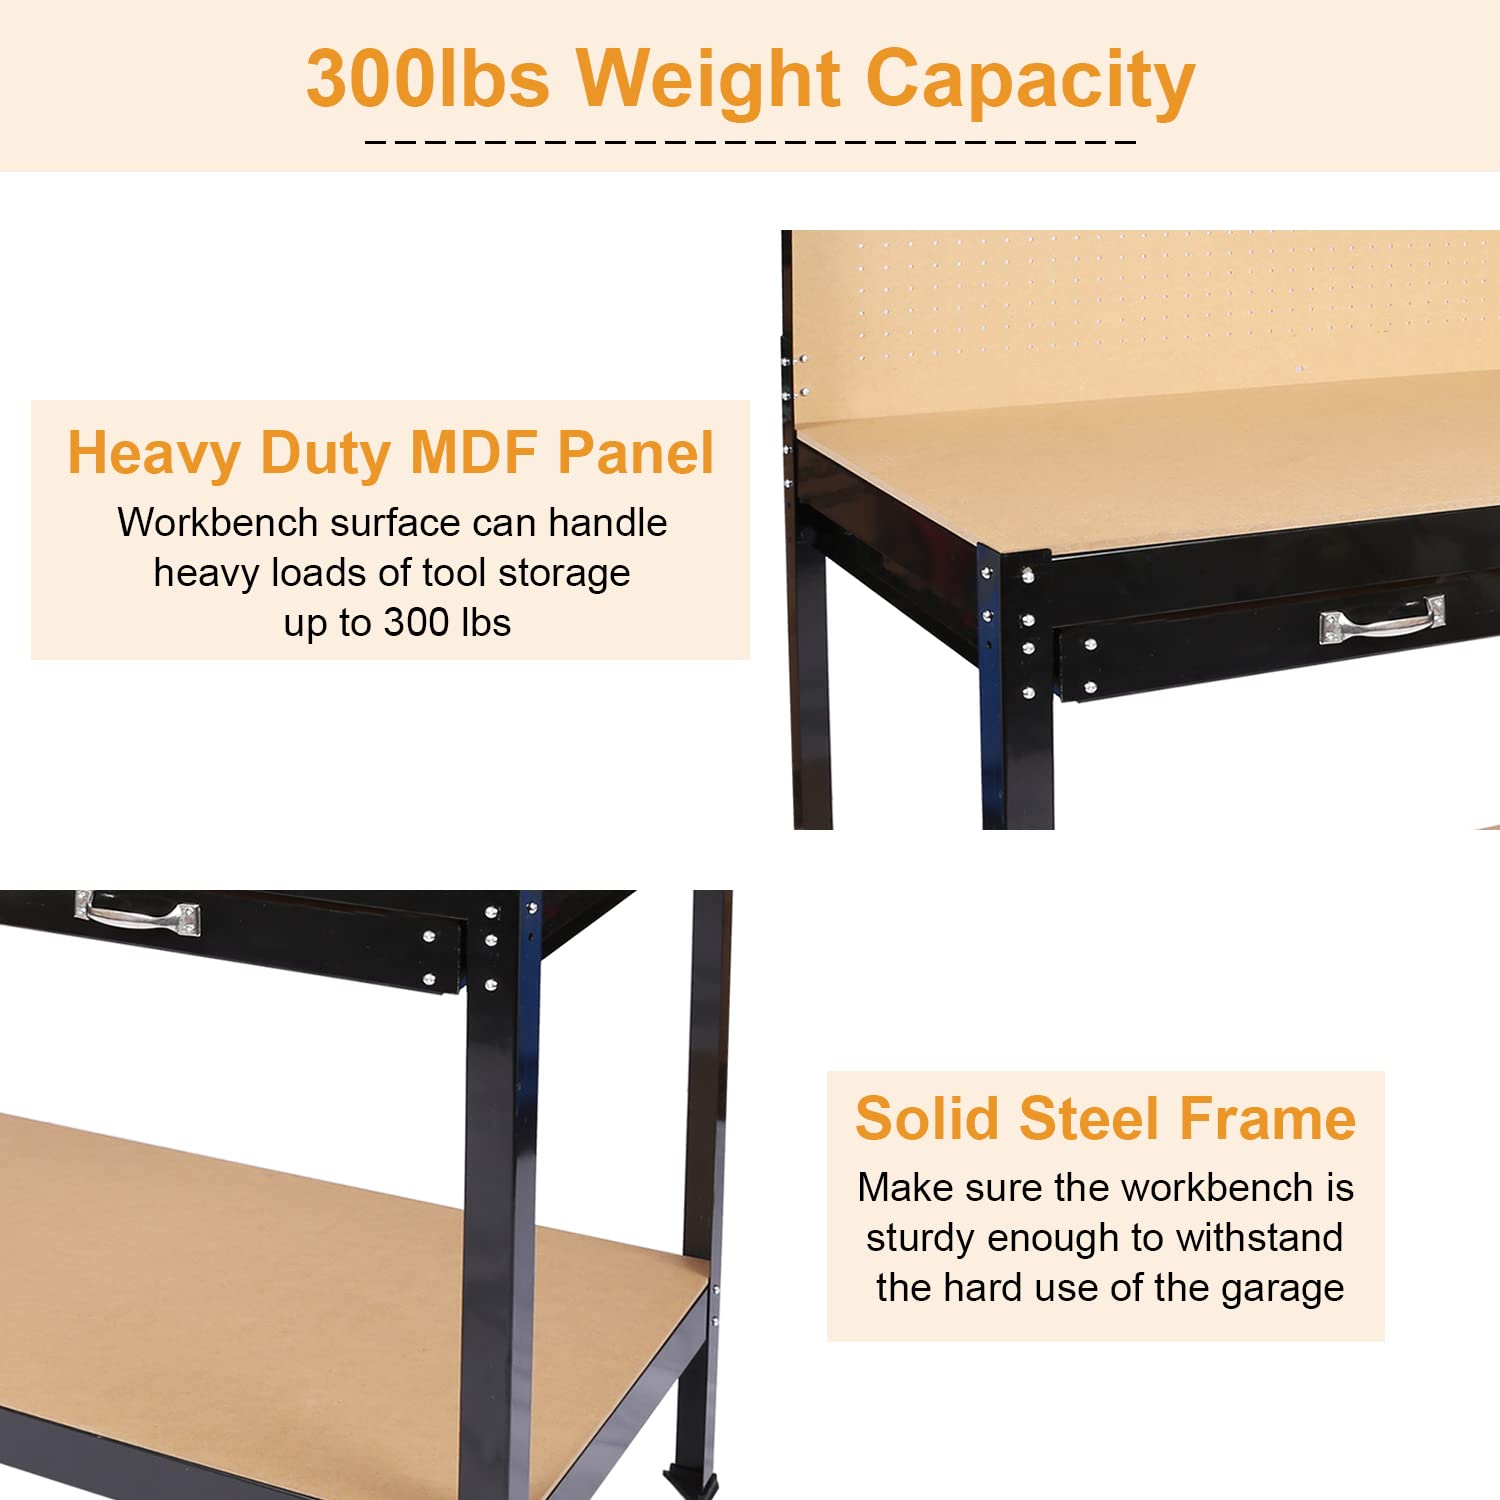 300lbs Weight Capacity
Heavy Duty MDF Panel
Workbench surface can handle
heavy loads of tool storage
up to 300 lbs
Solid Steel Frame
Make sure the workbench is
sturdy enough to withstand
the hard use of the garage